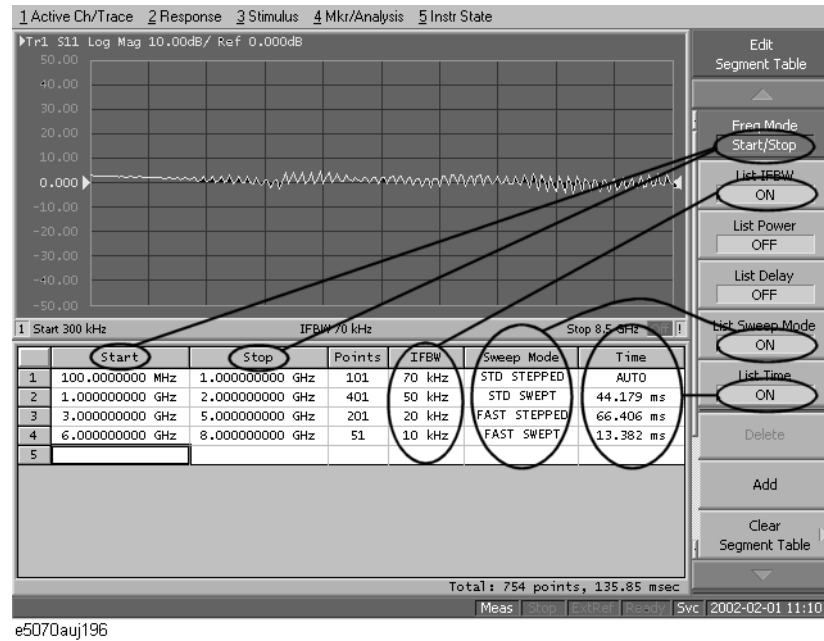 1 Active Ch/Trace 2 Response 3 Stimulus 4 Mkr/Analysis 5 Instr State
Tr1 S11 Log Mag 10.00dB/ Ref 0.000dB
50.00
40.00
30.00
20.00
10.00
0.000
-10.00
-20.00
-30.00
-40.00
-50.00
1 Start 300 kHz IFBW 70 kHz Stop 8.5 GHz Off !
Start Stop Points IFBW Sweep Mode Time
1 100.0000000 MHz 1.000000000 GHz 101 70 kHz STD STEPPED AUTO
2 1.000000000 GHz 2.000000000 GHz 401 50 kHz STD SWEPT 44.179 ms
3 3.000000000 GHz 5.000000000 GHz 201 20 kHz FAST STEPPED 66.406 ms
4 6.000000000 GHz 8.000000000 GHz 51 10 kHz FAST SWEPT 13.382 ms
5
Total: 754 points, 135.85 msec
Edit
Segment Table
Freq Mode
Start/Stop
List IFBW
ON
List Power
OFF
List Delay
OFF
List Sweep Mode
ON
List Time
ON
Delete
Add
Clear
Segment Table
Meas Stop ExtRef Ready Svc 2002-02-01 11:10
e5070auj196